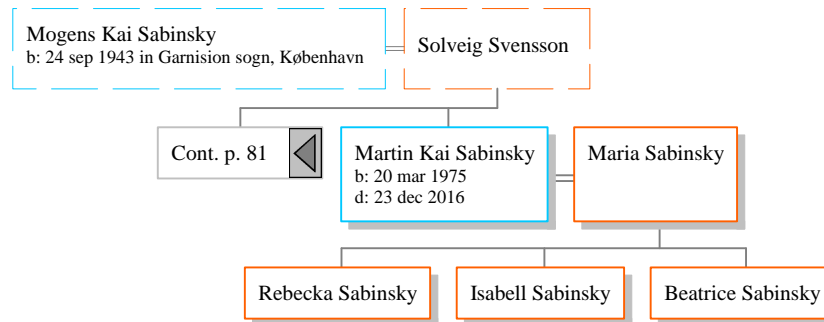 Mogens Kai Sabinsky
b: 24 sep 1943 in Garnision sogn, København
Solveig Svensson
Cont. p. 81
Martin Kai Sabinsky
b: 20 mar 1975
d: 23 dec 2016
Maria Sabinsky
Rebecka Sabinsky
Isabell Sabinsky
Beatrice Sabinsky